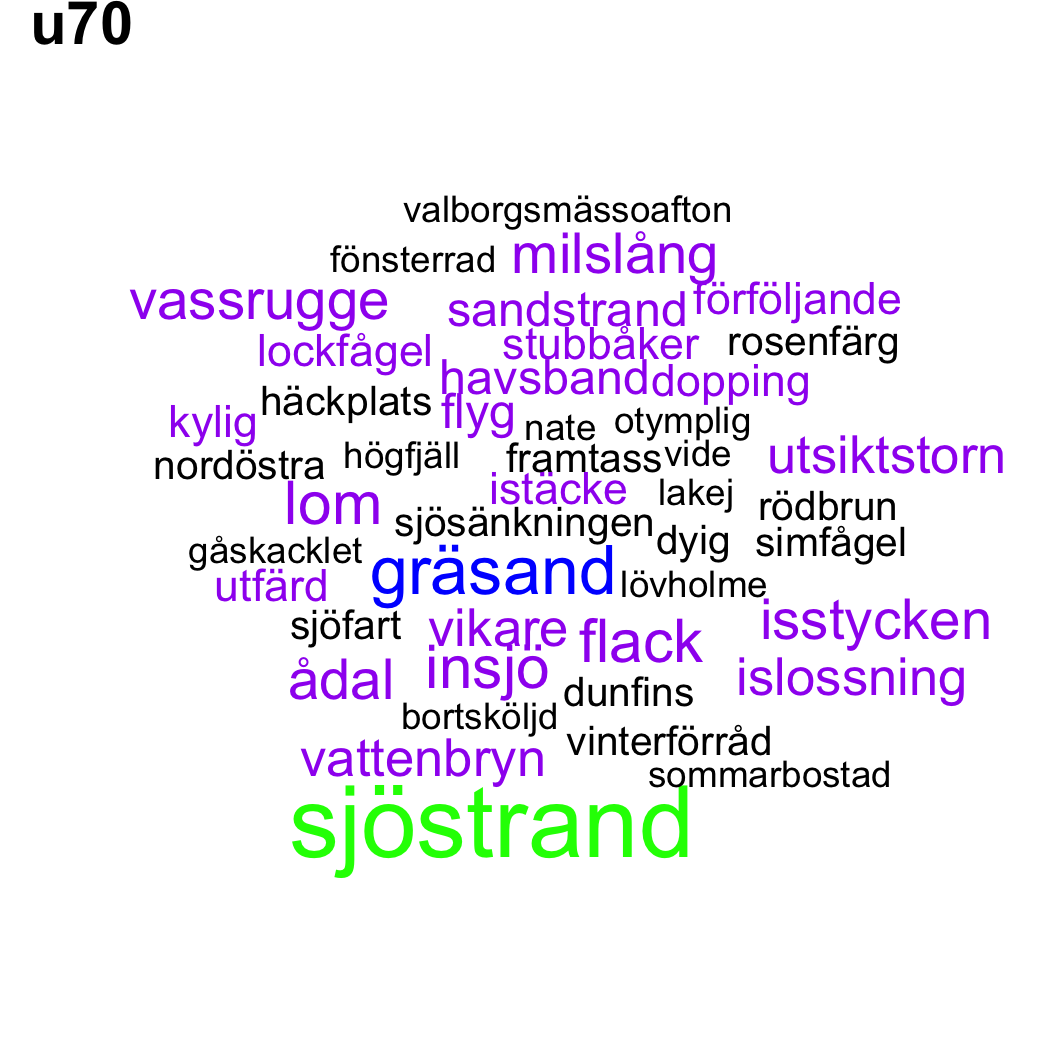 u70
valborgsmässoafton
fönsterrad milslång
vassrugge sandstrand förföljande
lockfågel stubbåker rosenfärg
häckplats havsband dopping
kylig flyg nate otymplig
nordöstra högfjäll framtass vide utsiktstorn
lom istäcke lakej rödbrun
gåskacklet sjösänkningen dyig simfågel
utfärd gräsand lövholme
sjöfart vikare flack isstycken
ådal insjö dunfins islossning
bortsköljd vinterförråd
vattenbryn sommarbostad
sjöstrand